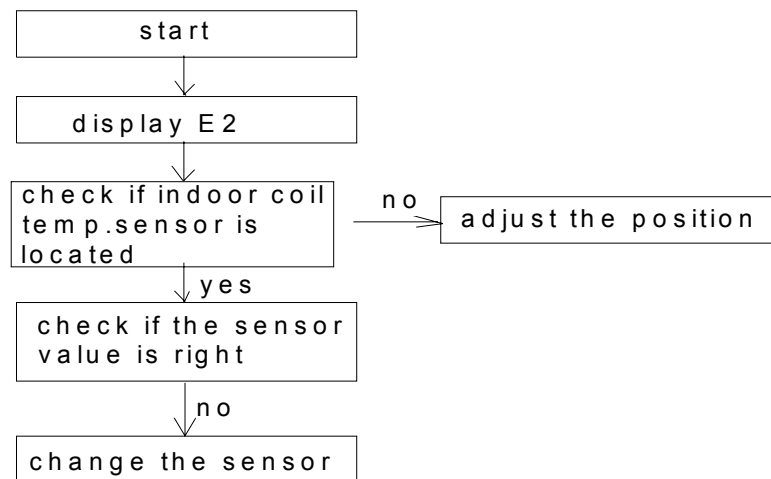 start
display E2
check if indoor coil
temp.sensor is
located
no
adjust the position
yes
check if the sensor
value is right
no
change the sensor